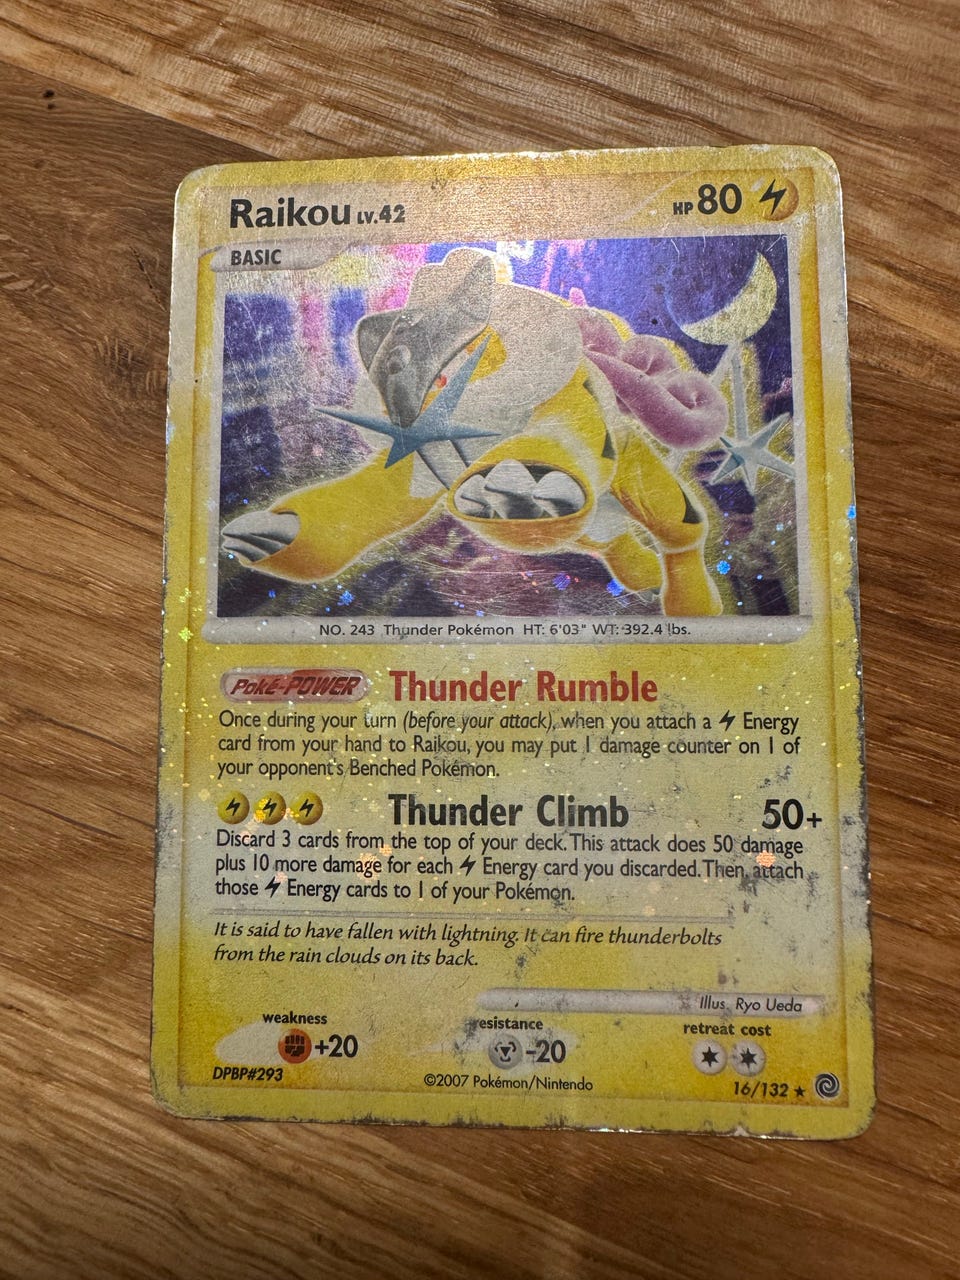 Raikou LV.42 HP 80
BASIC
NO. 243 Thunder Pokémon HT: 6'03" WT: 392.4 lbs.
Poké-POWER Thunder Rumble
Once during your turn (before your attack), when you attach a Energy
card from your hand to Raikou, you may put 1 damage counter on 1 of
your opponent's Benched Pokémon.
Thunder Climb 50+
Discard 3 cards from the top of your deck. This attack does 50 damage
plus 10 more damage for each Energy card you discarded. Then, attach
those Energy cards to 1 of your Pokémon.
It is said to have fallen with lightning. It can fire thunderbolts
from the rain clouds on its back.
Illus. Ryo Ueda
weakness resistance retreat cost
+20 -20
DPBP#293 ©2007 Pokémon/Nintendo 16/132 ★